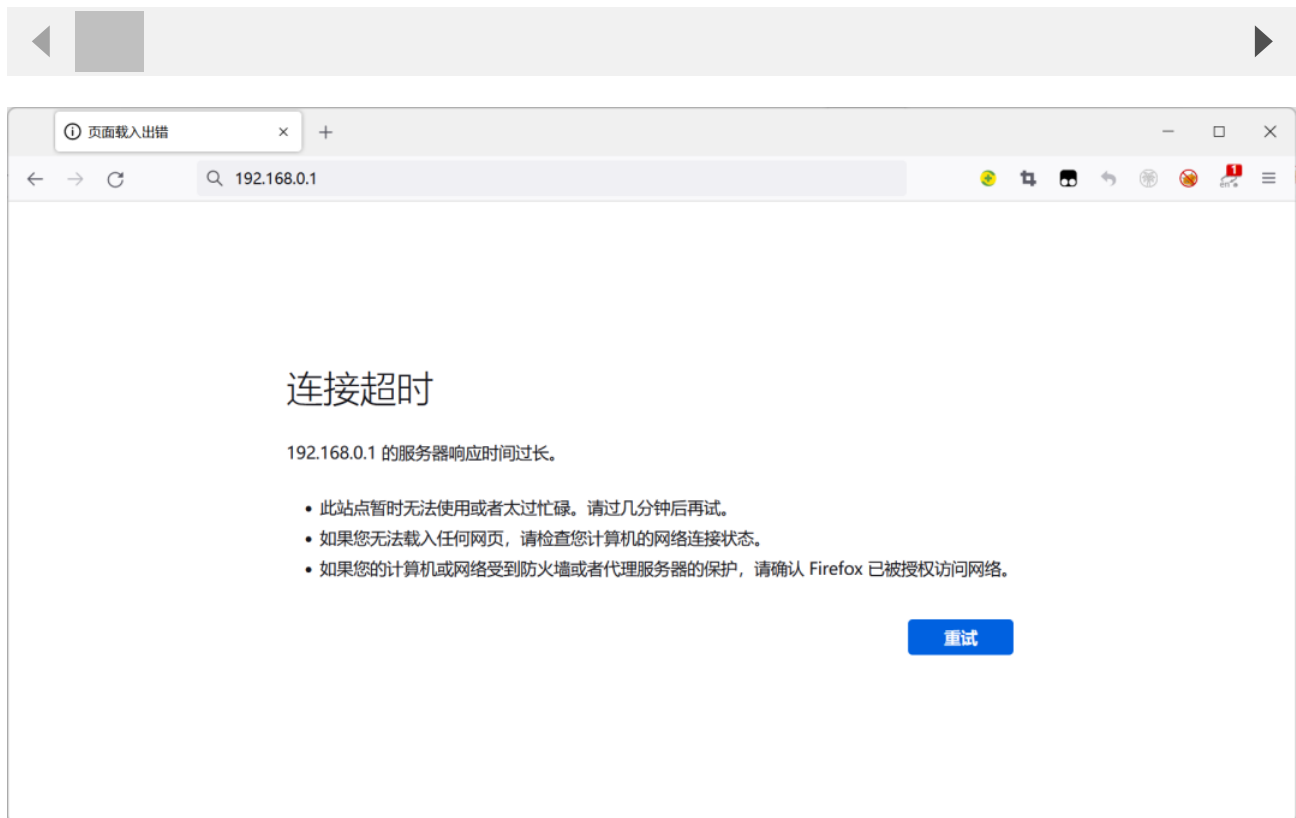 页面载入出错
192.168.0.1
1
en
连接超时
192.168.0.1 的服务器响应时间过长。
此站点暂时无法使用或者太过忙碌。请过几分钟后再试。
如果您无法载入任何网页，请检查您计算机的网络连接状态。
如果您的计算机或网络受到防火墙或者代理服务器的保护，请确认 Firefox 已被授权访问网络。
重试